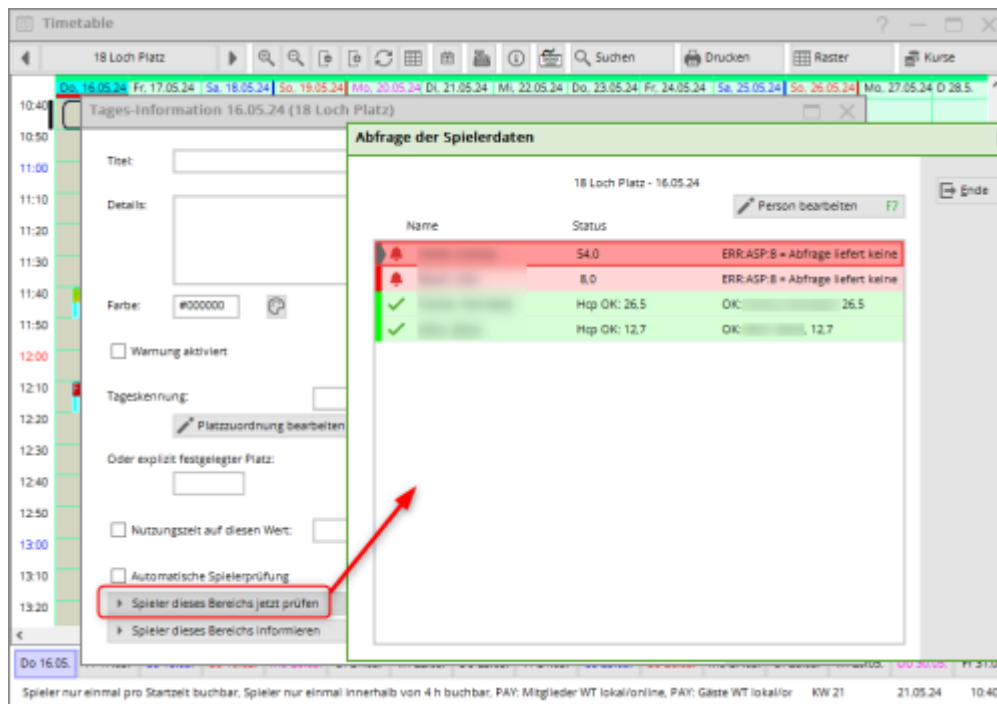 Timetable
18 Loch Platz Suchen Drucken Raster Kurse
Do. 16.05.24 Fr. 17.05.24 Sa. 18.05.24 So. 19.05.24 Mo. 20.05.24 Di. 21.05.24 Mi. 22.05.24 Do. 23.05.24 Fr. 24.05.24 Sa. 25.05.24 So. 26.05.24 Mo. 27.05.24 D 28.5.
10:40
10:50
11:00
11:10
11:20
11:30
11:40
11:50
12:00
12:10
12:20
12:30
12:40
12:50
13:00
13:10
13:20
Tages-Information 16.05.24 (18 Loch Platz)
Titel:
Details:
Farbe: #000000
Warnung aktiviert
Tageskennung:
Platzzuordnung bearbeiten
Oder explizit festgelegter Platz:
Nutzungszeit auf diesen Wert:
Automatische Spielerprüfung
Spieler dieses Bereichs jetzt prüfen
Spieler dieses Bereichs informieren
Abfrage der Spielerdaten
18 Loch Platz - 16.05.24
Ende
Person bearbeiten F7
Name Status
54,0 ERR:ASP:8 = Abfrage liefert keine
8,0 ERR:ASP:8 = Abfrage liefert keine
Hcp OK: 26,5 OK: 26,5
Hcp OK: 12,7 OK: , 12,7
Do 16.05.
Spieler nur einmal pro Startzeit buchbar, Spieler nur einmal innerhalb von 4 h buchbar, PAY: Mitglieder WT lokal/online, PAY: Gäste WT lokal/or KW 21 21.05.24 10:40